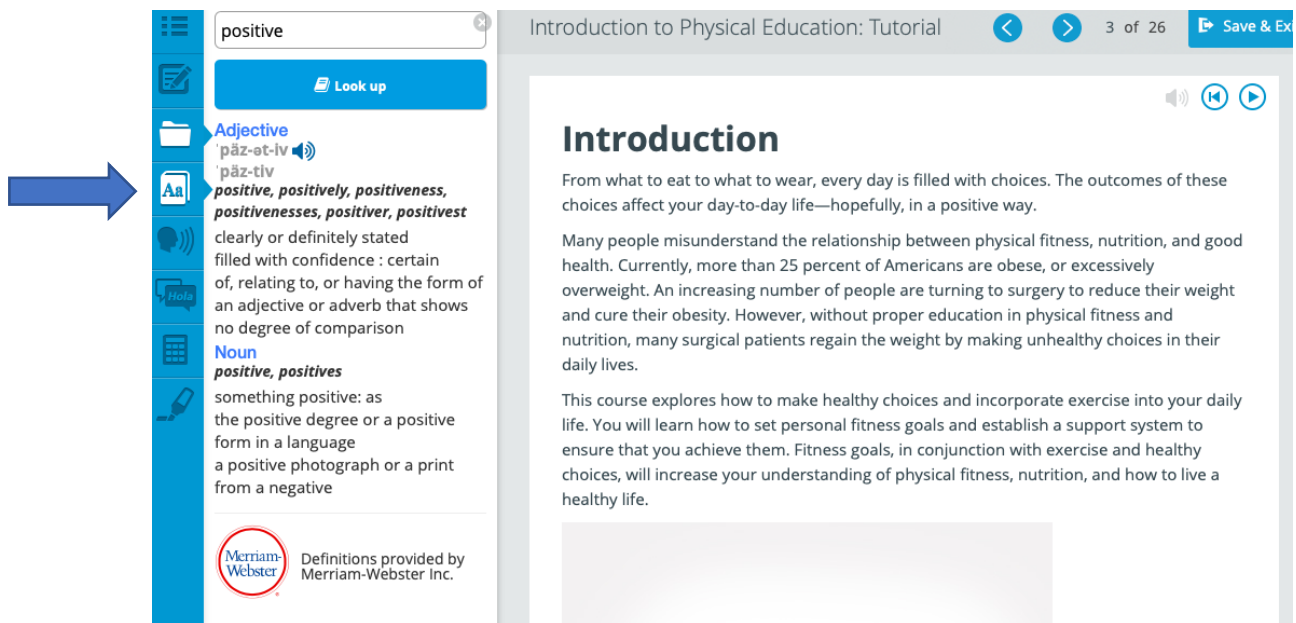 positive
Look up
Adjective
ˈpäz-ət-iv
ˈpäz-tiv
positive, positively, positiveness,
positivenesses, positiver, positivest
clearly or definitely stated
filled with confidence : certain
of, relating to, or having the form of
an adjective or adverb that shows
no degree of comparison
Noun
positive, positives
something positive: as
the positive degree or a positive
form in a language
a positive photograph or a print
from a negative
Merriam-
Webster
Definitions provided by
Merriam-Webster Inc.
Aa
Hola
Introduction to Physical Education: Tutorial
3 of 26
Save & Exi
Introduction
From what to eat to what to wear, every day is filled with choices. The outcomes of these
choices affect your day-to-day life—hopefully, in a positive way.
Many people misunderstand the relationship between physical fitness, nutrition, and good
health. Currently, more than 25 percent of Americans are obese, or excessively
overweight. An increasing number of people are turning to surgery to reduce their weight
and cure their obesity. However, without proper education in physical fitness and
nutrition, many surgical patients regain the weight by making unhealthy choices in their
daily lives.
This course explores how to make healthy choices and incorporate exercise into your daily
life. You will learn how to set personal fitness goals and establish a support system to
ensure that you achieve them. Fitness goals, in conjunction with exercise and healthy
choices, will increase your understanding of physical fitness, nutrition, and how to live a
healthy life.